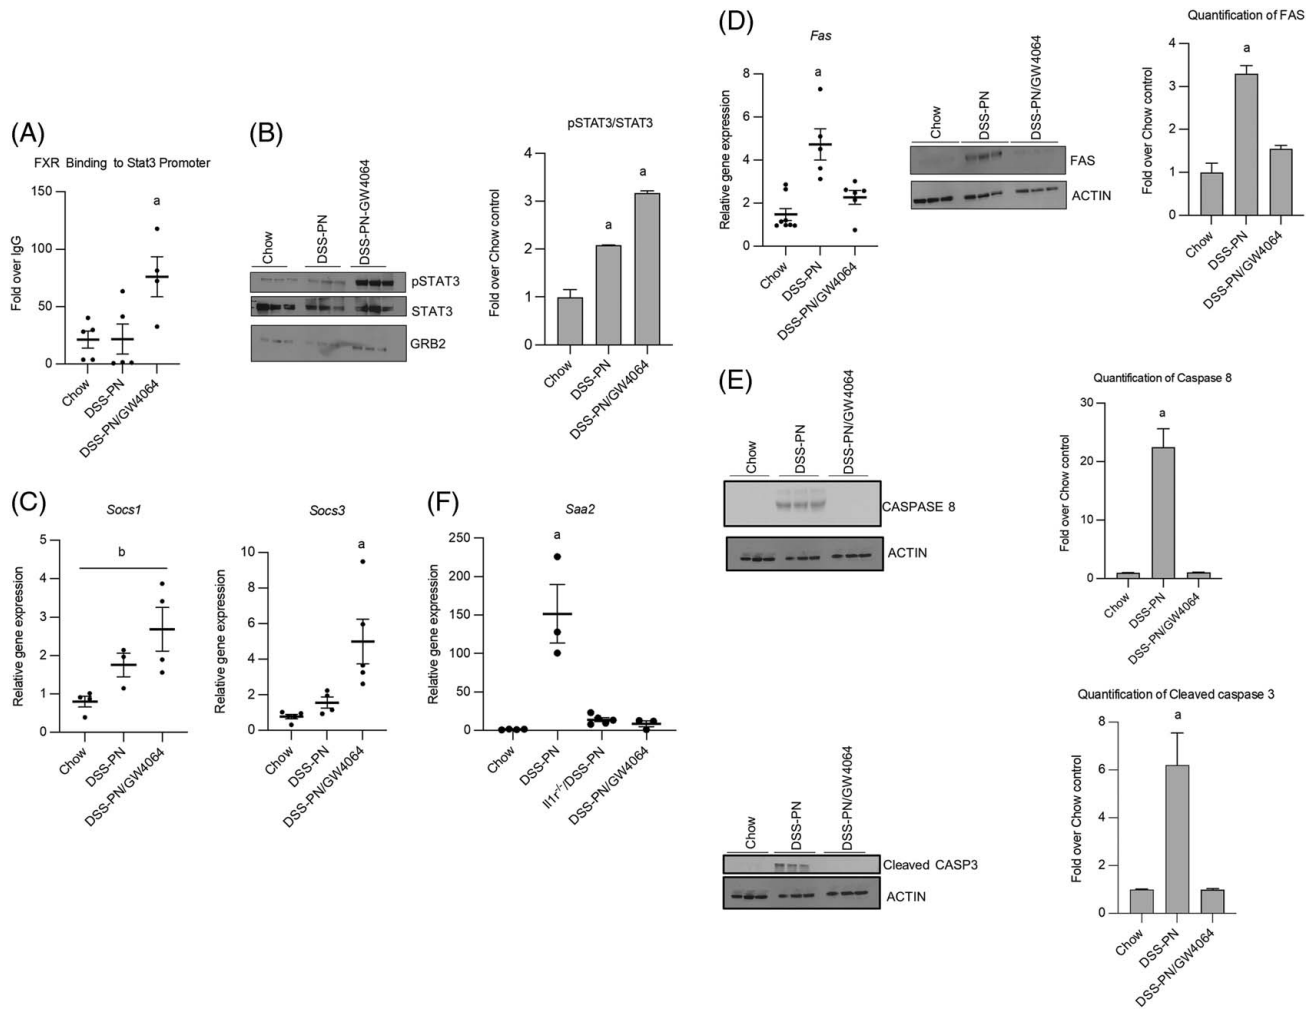 (A)
FXR Binding to Stat3 Promoter
Fold over IgG
150
100
50
0
a
Chow
DSS-PN
DSS-PN/GW4064
(B)
Chow
DSS-PN
DSS-PN-GW4064
pSTAT3
STAT3
GRB2
pSTAT3/STAT3
Fold over Chow control
4
3
2
1
0
a
a
Chow
DSS-PN
DSS-PN/GW4064
(C)
Socs1
Relative gene expression
5
4
3
2
1
0
b
Chow
DSS-PN
DSS-PN/GW4064
Socs3
Relative gene expression
10
8
6
4
2
0
a
Chow
DSS-PN
DSS-PN/GW4064
(F)
Saa2
Relative gene expression
250
200
150
100
50
0
a
Chow
DSS-PN
Il1r-/-/DSS-PN
DSS-PN/GW4064
(D)
Fas
Relative gene expression
8
6
4
2
0
a
Chow
DSS-PN
DSS-PN/GW4064
Chow
DSS-PN
DSS-PN/GW4064
FAS
ACTIN
Quantification of FAS
Fold over Chow control
4
3
2
1
0
a
Chow
DSS-PN
DSS-PN/GW4064
(E)
Chow
DSS-PN
DSS-PN/GW4064
CASPASE 8
ACTIN
Quantification of Caspase 8
Fold over Chow control
30
20
10
0
a
Chow
DSS-PN
DSS-PN/GW4064
Chow
DSS-PN
DSS-PN/GW4064
Cleaved CASP3
ACTIN
Quantification of Cleaved caspase 3
Fold over Chow control
8
6
4
2
0
a
Chow
DSS-PN
DSS-PN/GW4064